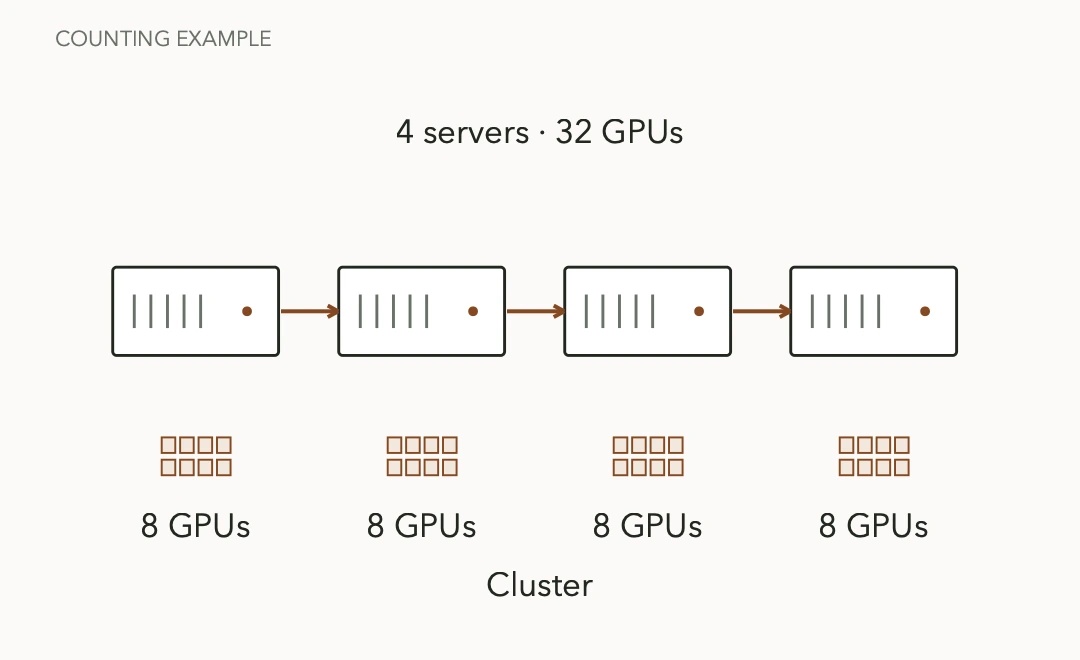 COUNTING EXAMPLE
4 servers · 32 GPUs
8 GPUs 8 GPUs 8 GPUs 8 GPUs
Cluster